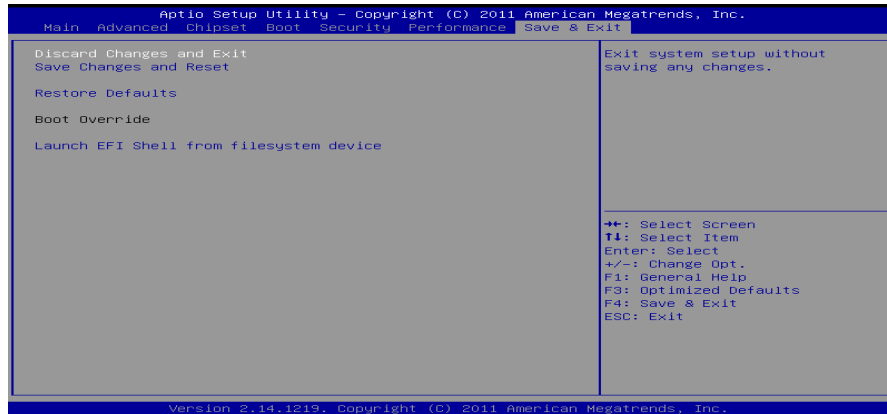 Aptio Setup Utility – Copyright (C) 2011 American Megatrends, Inc.
Main Advanced Chipset Boot Security Performance Save & Exit
Discard Changes and Exit
Save Changes and Reset
Restore Defaults
Boot Override
Launch EFI Shell from filesystem device
Exit system setup without
saving any changes.
→←: Select Screen
↑↓: Select Item
Enter: Select
+/-: Change Opt.
F1: General Help
F3: Optimized Defaults
F4: Save & Exit
ESC: Exit
Version 2.14.1219. Copyright (C) 2011 American Megatrends, Inc.